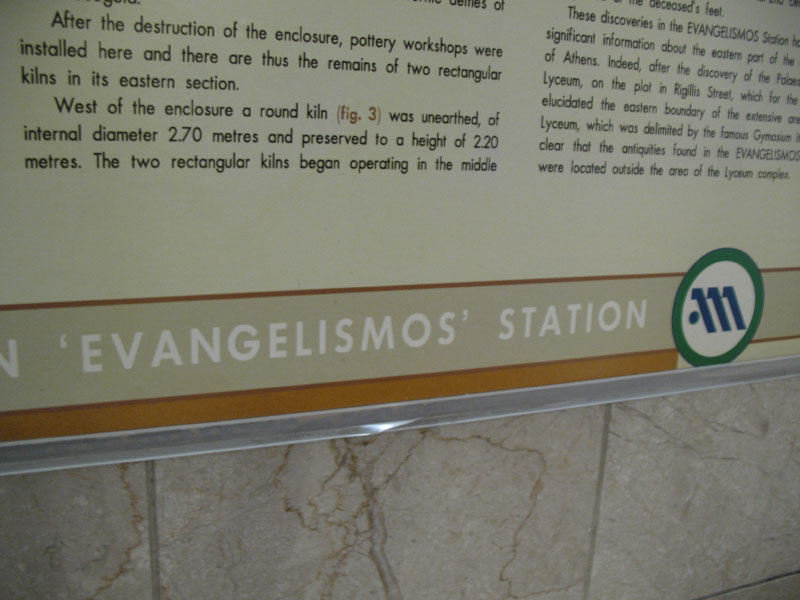 After the destruction of the enclosure, pottery workshops were
installed here and there are thus the remains of two rectangular
kilns in its eastern section.
West of the enclosure a round kiln (fig. 3) was unearthed, of
internal diameter 2.70 metres and preserved to a height of 2.20
metres. The two rectangular kilns began operating in the middle
the deceased's feet.
These discoveries in the EVANGELISMOS Station
significant information about the eastern part of the
of Athens. Indeed, after the discovery of the
Lyceum, on the plot in Rigillis Street, which for the
elucidated the eastern boundary of the extensive
Lyceum, which was delimited by the famous Gymasium
clear that the antiquities found in the EVANGELISMOS
were located outside the area of the Lyceum complex.
N 'EVANGELISMOS' STATION